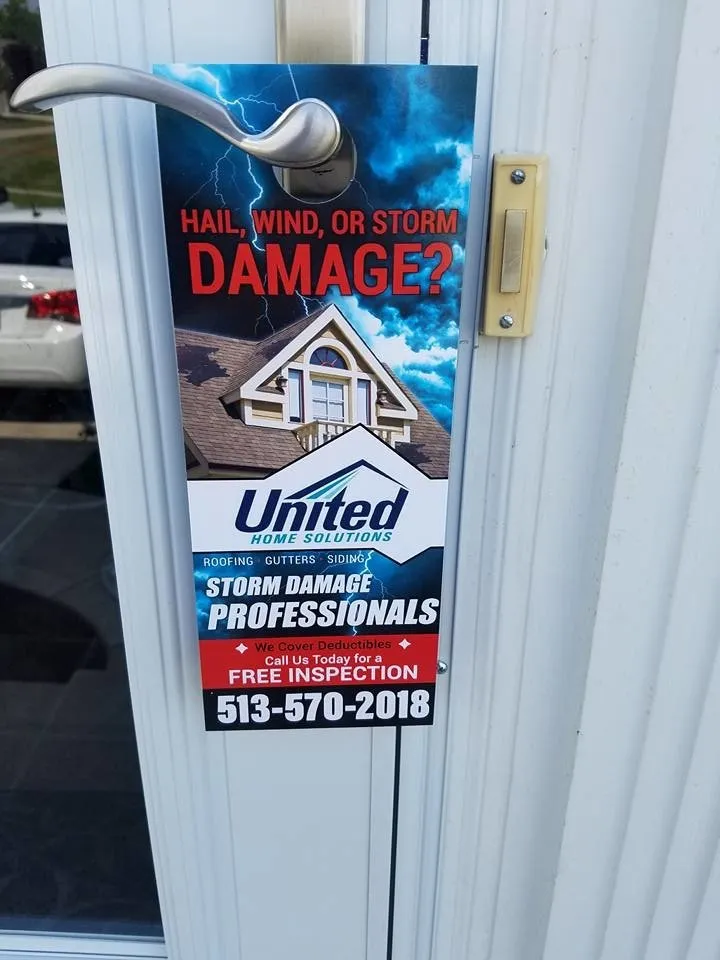 HAIL, WIND, OR STORM
DAMAGE?
United
HOME SOLUTIONS
ROOFING · GUTTERS · SIDING
STORM DAMAGE
PROFESSIONALS
We Cover Deductibles
Call Us Today for a
FREE INSPECTION
513-570-2018